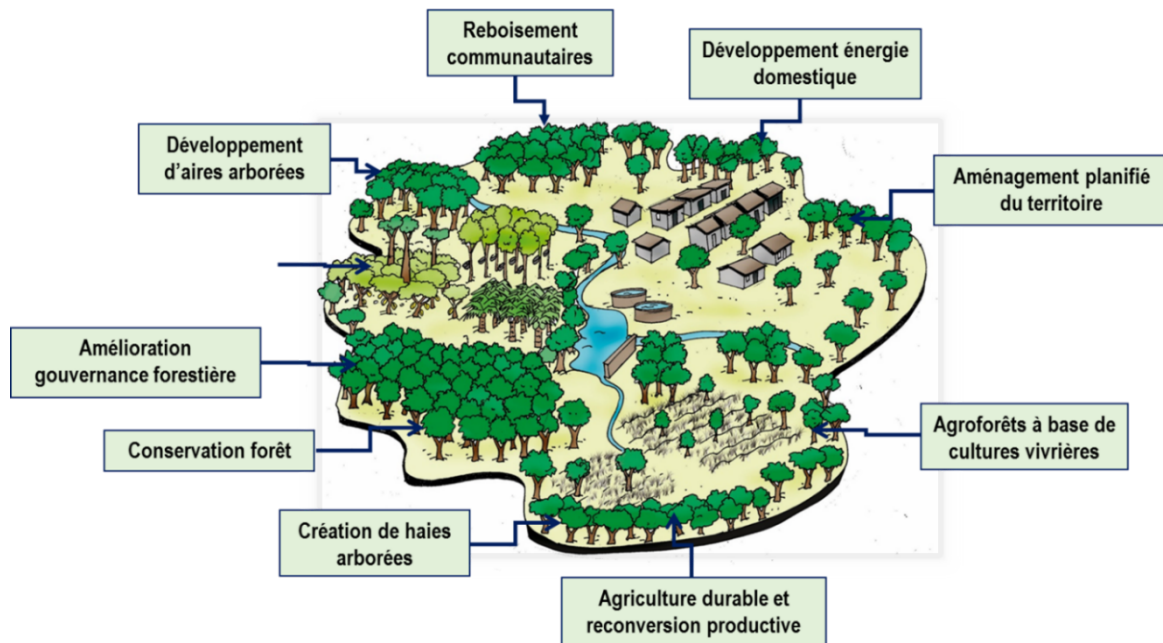 Reboisement
communautaires
Développement énergie
domestique
Développement
d'aires arborées
Aménagement planifié
du territoire
Amélioration
gouvernance forestière
Conservation forêt
Agroforêts à base de
cultures vivrières
Création de haies
arborées
Agriculture durable et
reconversion productive